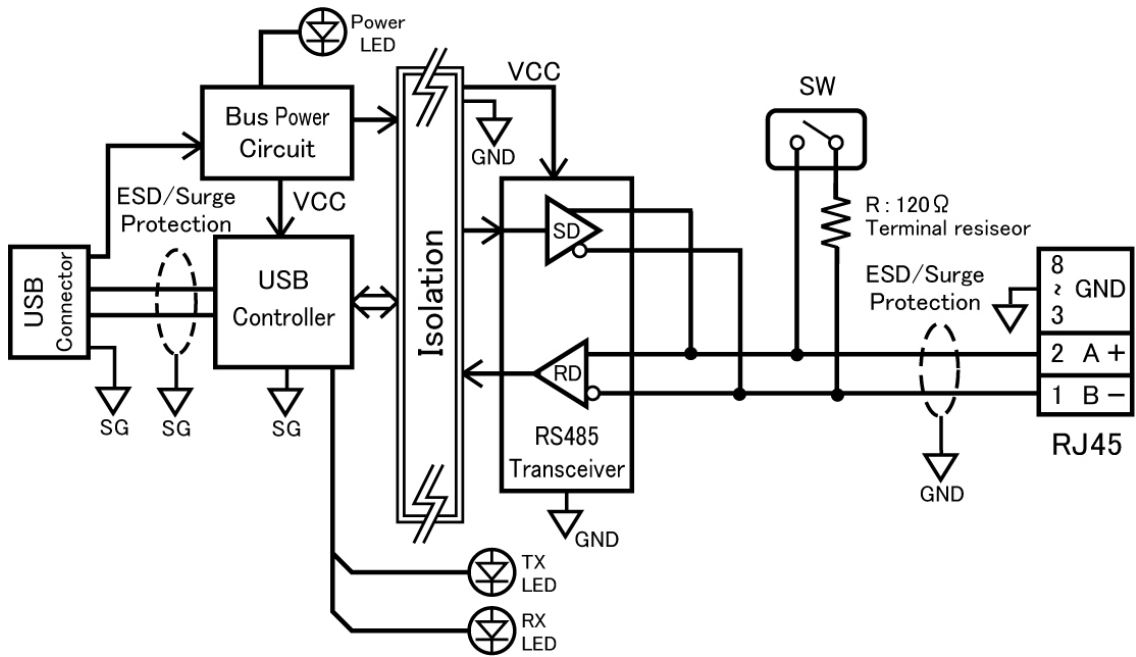 Power
LED
Bus Power
Circuit
VCC
GND
SW
ESD/Surge
Protection
VCC
R : 120Ω
Terminal resiseor
USB
Connector
USB
Controller
Isolation
SD
ESD/Surge
Protection
8
~
3
GND
2 A +
1 B −
RJ45
RD
RS485
Transceiver
SG
SG
SG
GND
GND
TX
LED
RX
LED